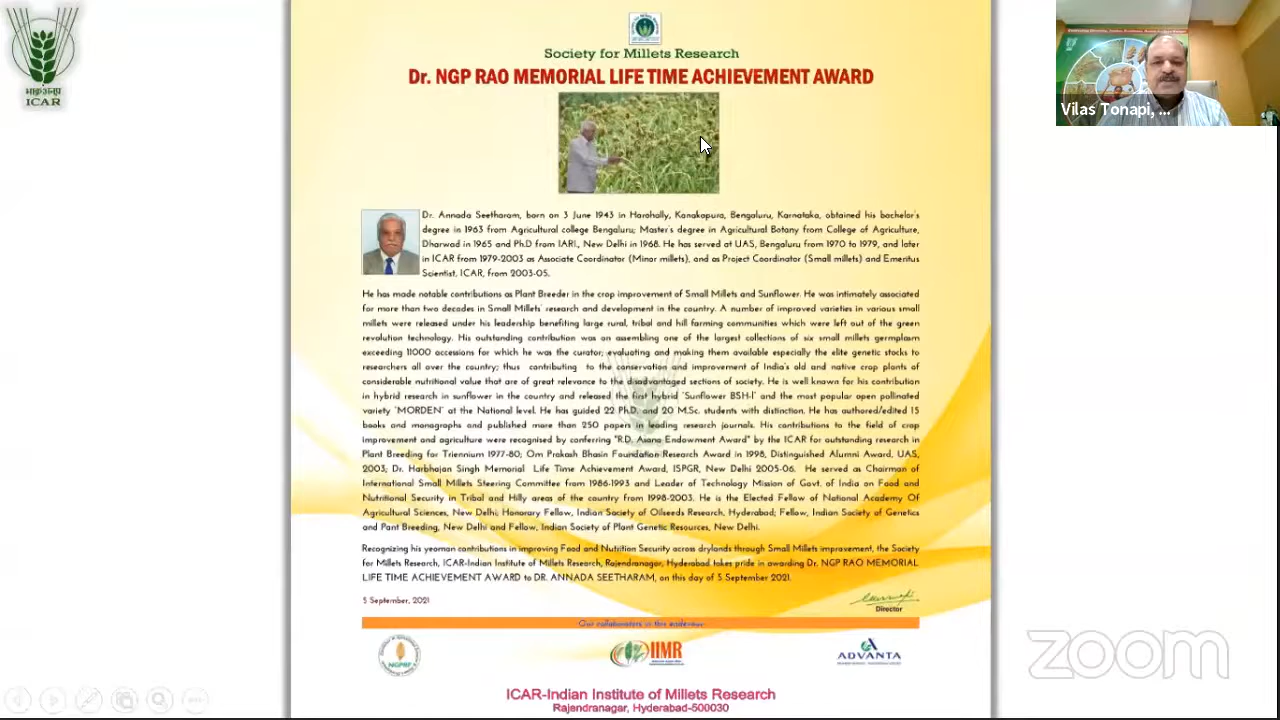 भाकृअनुप
ICAR
Society for Millets Research
Dr. NGP RAO MEMORIAL LIFE TIME ACHIEVEMENT AWARD
Vilas Tonapi, ...
Dr. Annada Seetharam, born on 3 June 1943 in Harohally, Kanakapura, Bengaluru, Karnataka, obtained his bachelor's
degree in 1963 from Agricultural college Bengaluru; Master's degree in Agricultural Botany from College of Agriculture,
Dharwad in 1965 and Ph.D from IARI., New Delhi in 1968. He has served at UAS, Bengaluru from 1970 to 1979, and later
in ICAR from 1979-2003 as Associate Coordinator (Minor millets), and as Project Coordinator (Small millets) and Emeritus
Scientist, ICAR, from 2003-05.
He has made notable contributions as Plant Breeder in the crop improvement of Small Millets and Sunflower. He was intimately associated
for more than two decades in Small Millets' research and development in the country. A number of improved varieties in various small
millets were released under his leadership benefiting large rural, tribal and hill farming communities which were left out of the green
revolution technology. His outstanding contribution was on assembling one of the largest collections of six small millets germplasm
exceeding 11000 accessions for which he was the curator; evaluating and making them available especially the elite genetic stocks to
researchers all over the country; thus contributing to the conservation and improvement of India's old and native crop plants of
considerable nutritional value that are of great relevance to the disadvantaged sections of society. He is well known for his contribution
in hybrid research in sunflower in the country and released the first hybrid 'Sunflower BSH-1' and the most popular open pollinated
variety "MORDEN" at the National level. He has guided 22 Ph.D. and 20 M.Sc. students with distinction. He has authored/edited 15
books and monographs and published more than 250 papers in leading research journals. His contributions to the field of crop
improvement and agriculture were recognised by conferring "R.D. Asana Endowment Award" by the ICAR for outstanding research in
Plant Breeding for Triennium 1977-80; Om Prakash Bhasin Foundation Research Award in 1998, Distinguished Alumni Award, UAS,
2003; Dr. Harbhajan Singh Memorial Life Time Achievement Award, ISPGR, New Delhi 2005-06. He served as Chairman of
International Small Millets Steering Committee from 1986-1993 and Leader of Technology Mission of Govt. of India on Food and
Nutritional Security in Tribal and Hilly areas of the country from 1998-2003. He is the Elected Fellow of National Academy Of
Agricultural Sciences, New Delhi; Honorary Fellow, Indian Society of Oilseeds Research, Hyderabad; Fellow, Indian Society of Genetics
and Pant Breeding, New Delhi and Fellow, Indian Society of Plant Genetic Resources, New Delhi.
Recognizing his yeoman contributions in improving Food and Nutrition Security across drylands through Small Millets improvement, the Society
for Millets Research, ICAR-Indian Institute of Millets Research, Rajendranagar, Hyderabad takes pride in awarding Dr. NGP RAO MEMORIAL
LIFE TIME ACHIEVEMENT AWARD to DR. ANNADA SEETHARAM, on this day of 5 September 2021.
5 September, 2021
Director
Our collaborators in this endeavour
NGPRF
IIMR
ADVANTA
zoom
ICAR-Indian Institute of Millets Research
Rajendranagar, Hyderabad-500030